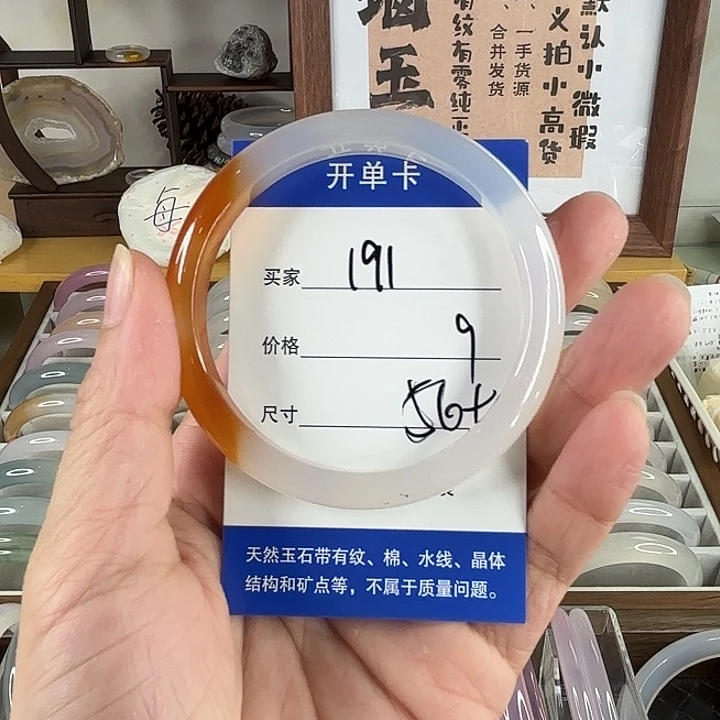 玉
有纹有零纯
合并发货
一手货源
义拍小高货
默认小微瑕
每
开单卡
买家 191
价格 9
尺寸 56+
天然玉石带有纹、棉、水线、晶体
结构和矿点等，不属于质量问题。